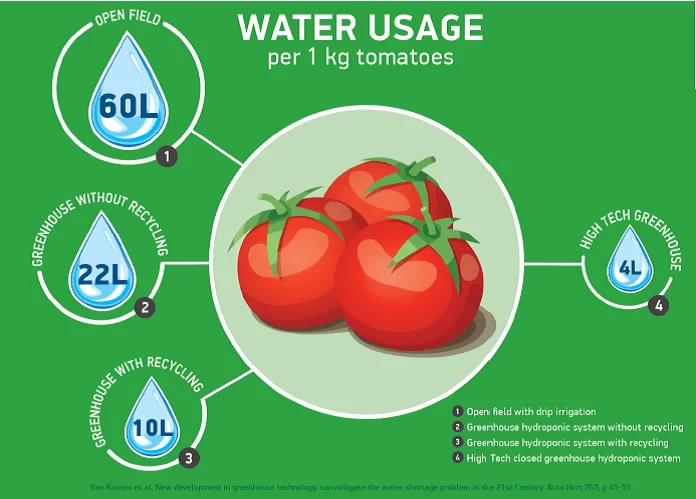 WATER USAGE
per 1 kg tomatoes
OPEN FIELD
60L
1
GREENHOUSE WITHOUT RECYCLING
22L
2
GREENHOUSE WITH RECYCLING
10L
3
HIGH TECH GREENHOUSE
4L
4
1 Open field with drip irrigation
2 Greenhouse hydroponic system without recycling
3 Greenhouse hydroponic system with recycling
4 High Tech closed greenhouse hydroponic system
Van Kooten et al. New development in greenhouse technology can mitigate the water shortage problem in the 21st Century. Acta Hort 767, p 45-51